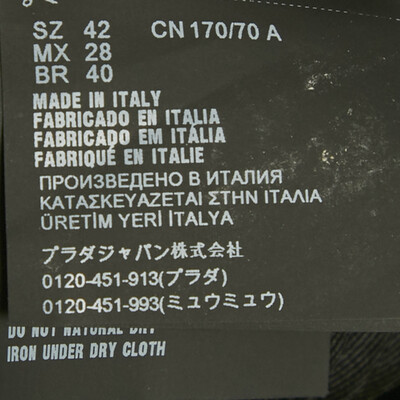 SZ 42 CN 170/70 A
MX 28
BR 40
MADE IN ITALY
FABRICADO EN ITALIA
FABRICADO EM ITÁLIA
FABRIQUÉ EN ITALIE
ПРОИЗВЕДЕНО В ИТАЛИЯ
ΚΑΤΑΣΚΕΥΑΖΕΤΑΙ ΣΤΗΝ ΙΤΑΛΙΑ
ÜRETİM YERİ İTALYA
プラダジャパン株式会社
0120-451-913(プラダ)
0120-451-993(ミュウミュウ)
DO NOT NATURAL DRY
IRON UNDER DRY CLOTH